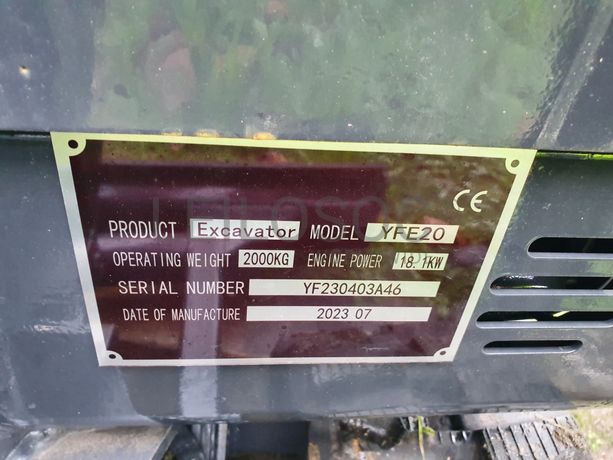 CE
PRODUCT Excavator MODEL YFE20
OPERATING WEIGHT 2000KG ENGINE POWER 18.1KW
SERIAL NUMBER YF230403A46
DATE OF MANUFACTURE 2023 07